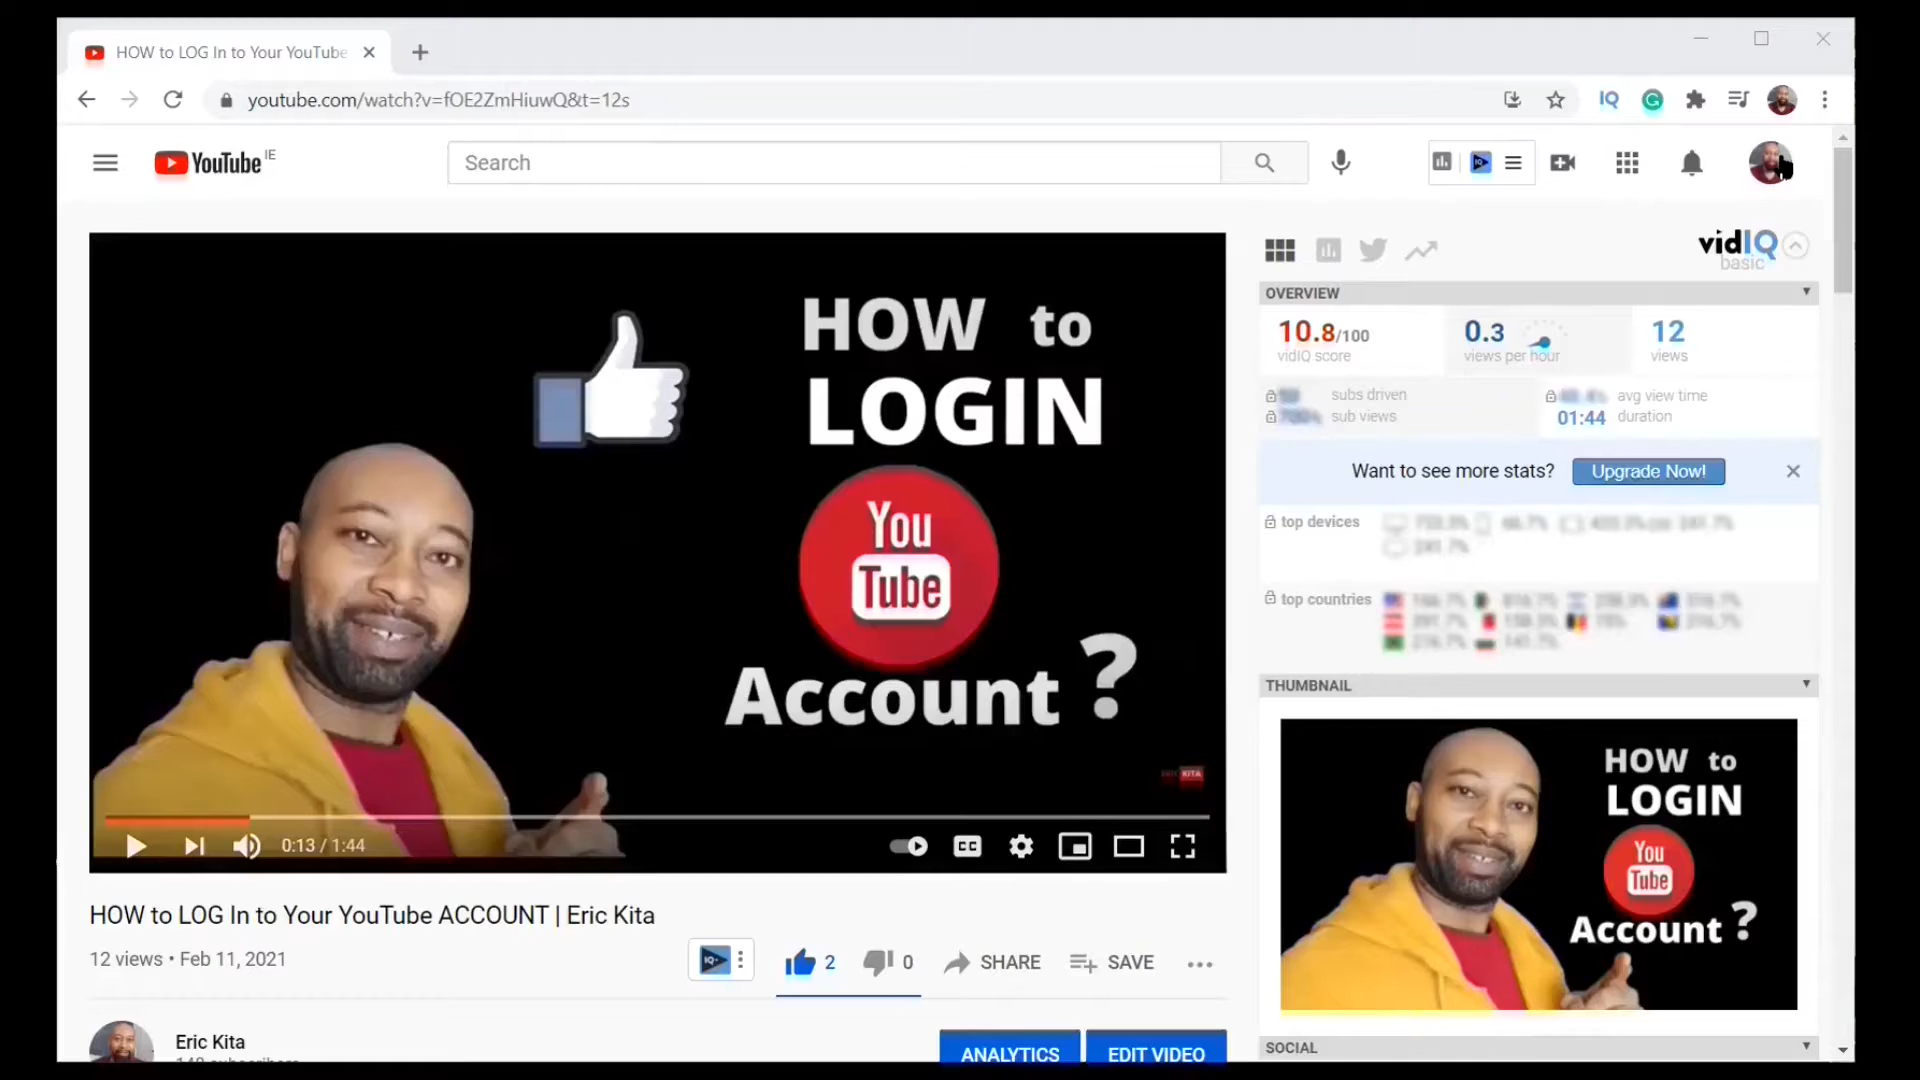 HOW to LOG In to Your YouTube
youtube.com/watch?v=fOE2ZmHiuwQ&t=12s
IQ
YouTube IE
Search
HOW to
LOGIN
You
Tube
Account ?
KITA
0:13 / 1:44
CC
HOW to LOG In to Your YouTube ACCOUNT | Eric Kita
12 views • Feb 11, 2021
2
0
SHARE
SAVE
Eric Kita
ANALYTICS
EDIT VIDEO
vidIQ
basic
OVERVIEW
10.8/100
vidIQ score
0.3
views per hour
12
views
subs driven
sub views
avg view time
01:44 duration
Want to see more stats? Upgrade Now!
top devices
top countries
THUMBNAIL
HOW to
LOGIN
You
Tube
Account ?
SOCIAL